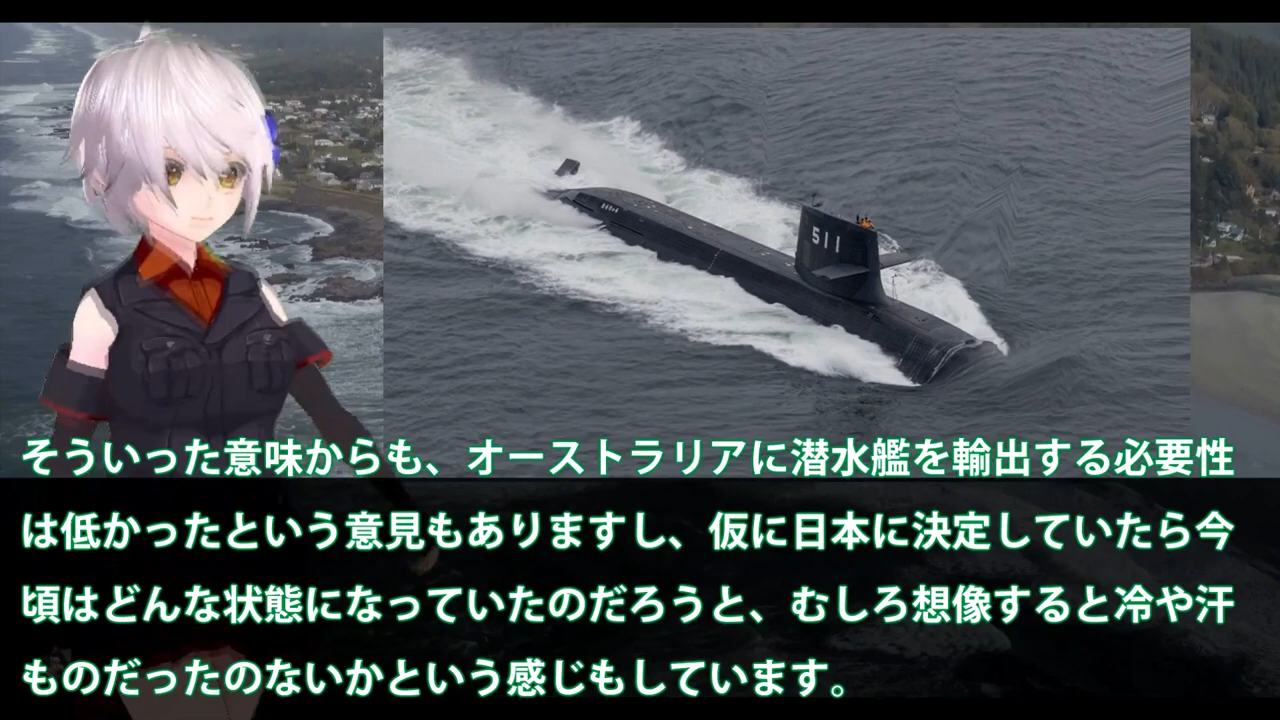 511
そういった意味からも、オーストラリアに潜水艦を輸出する必要性
は低かったという意見もありますし、仮に日本に決定していたら今
頃はどんな状態になっていたのだろうと、むしろ想像すると冷や汗
ものだったのないかという感じもしています。